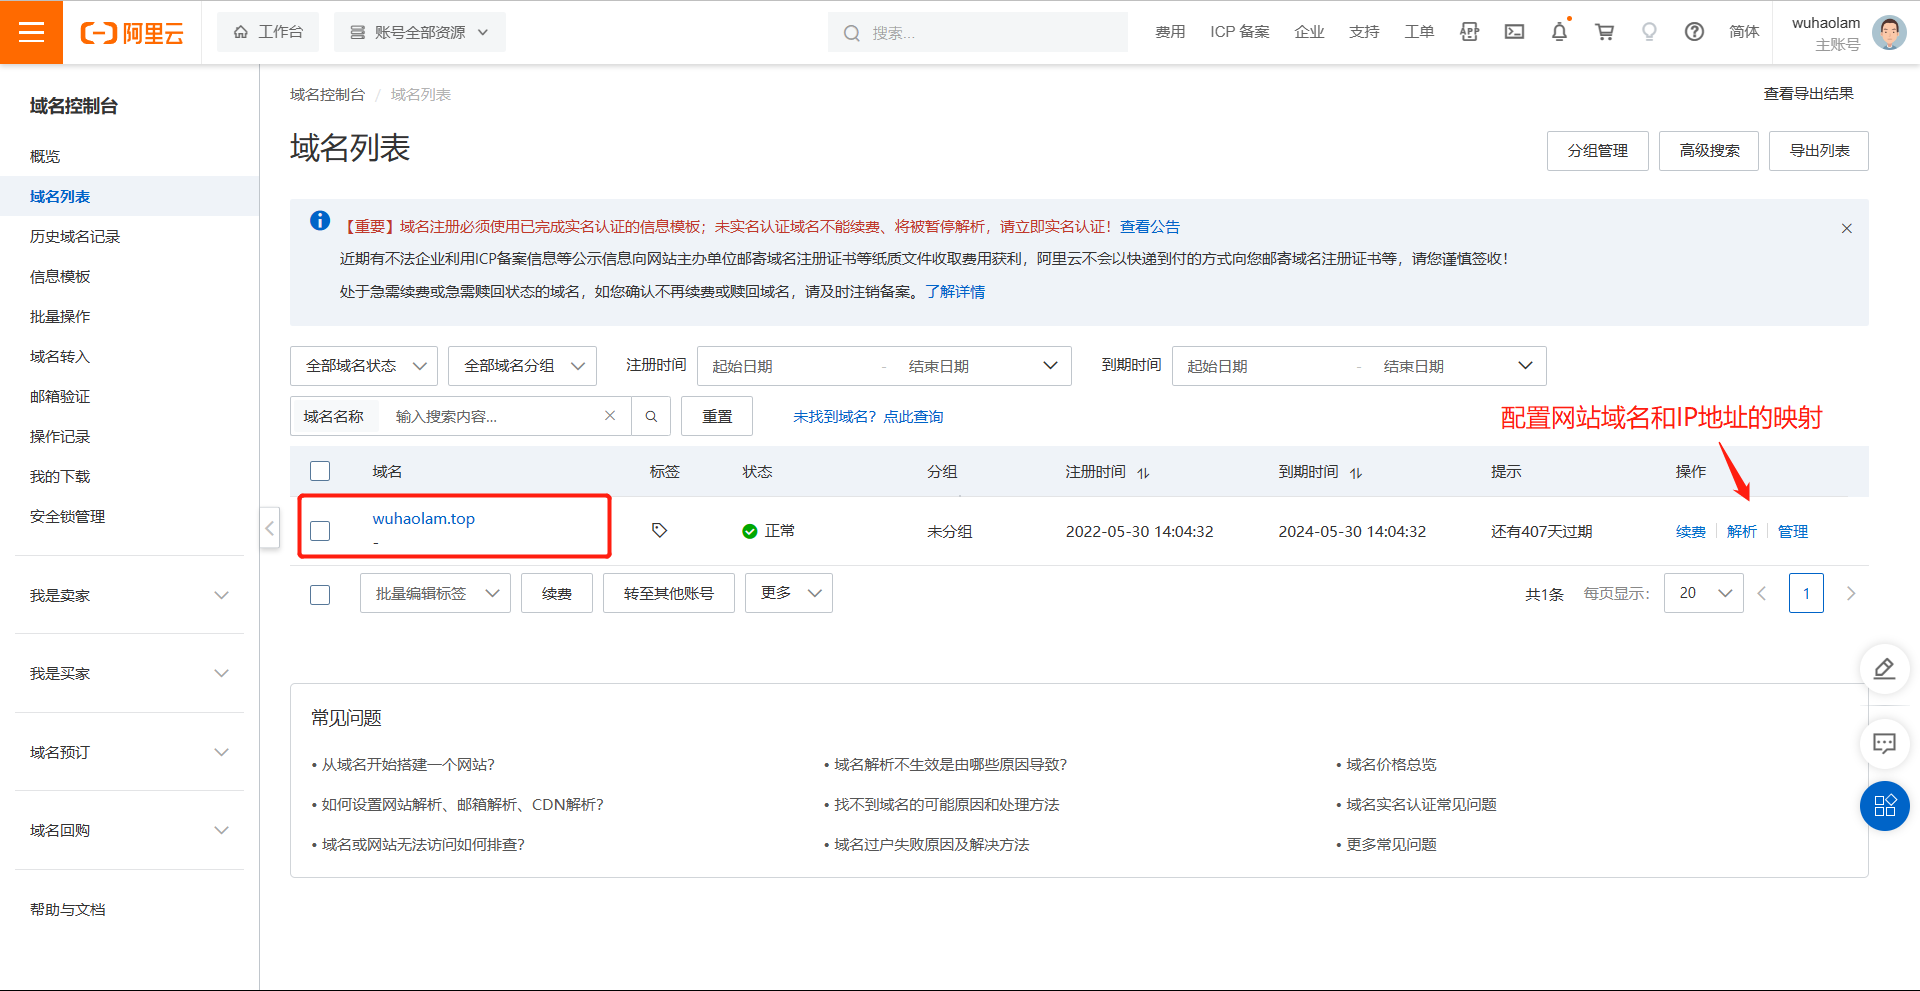 阿里云
工作台
账号全部资源
搜索...
费用
ICP 备案
企业
支持
工单
简体
wuhaolam
主账号
域名控制台
概览
域名列表
历史域名记录
信息模板
批量操作
域名转入
邮箱验证
操作记录
我的下载
安全锁管理
我是卖家
我是买家
域名预订
域名回购
帮助与文档
域名控制台 / 域名列表
查看导出结果
域名列表
分组管理
高级搜索
导出列表
【重要】域名注册必须使用已完成实名认证的信息模板；未实名认证域名不能续费、将被暂停解析，请立即实名认证！查看公告
近期有不法企业利用ICP备案信息等公示信息向网站主办单位邮寄域名注册证书等纸质文件收取费用获利，阿里云不会以快递到付的方式向您邮寄域名注册证书等，请您谨慎签收！
处于急需续费或急需赎回状态的域名，如您确认不再续费或赎回域名，请及时注销备案。了解详情
全部域名状态
全部域名分组
注册时间
起始日期 - 结束日期
到期时间
起始日期 - 结束日期
域名名称
输入搜索内容...
重置
未找到域名？点此查询
配置网站域名和IP地址的映射
域名 标签 状态 分组 注册时间 到期时间 提示 操作
wuhaolam.top
-
正常 未分组 2022-05-30 14:04:32 2024-05-30 14:04:32 还有407天过期 续费 解析 管理
批量编辑标签
续费
转至其他账号
更多
共1条
每页显示：
20
1
常见问题
• 从域名开始搭建一个网站？
• 域名解析不生效是由哪些原因导致？
• 域名价格总览
• 如何设置网站解析、邮箱解析、CDN解析？
• 找不到域名的可能原因和处理方法
• 域名实名认证常见问题
• 域名或网站无法访问如何排查？
• 域名过户失败原因及解决方法
• 更多常见问题